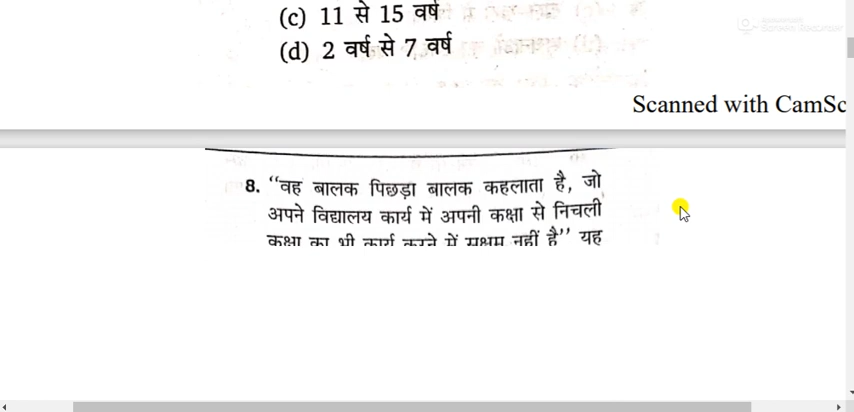 (c) 11 से 15 वर्ष
(d) 2 वर्ष से 7 वर्ष
Scanned with CamSc
8. “वह बालक पिछड़ा बालक कहलाता है, जो
अपने विद्यालय कार्य में अपनी कक्षा से निचली
कक्षा का भी कार्य करने में सक्षम नहीं है” यह